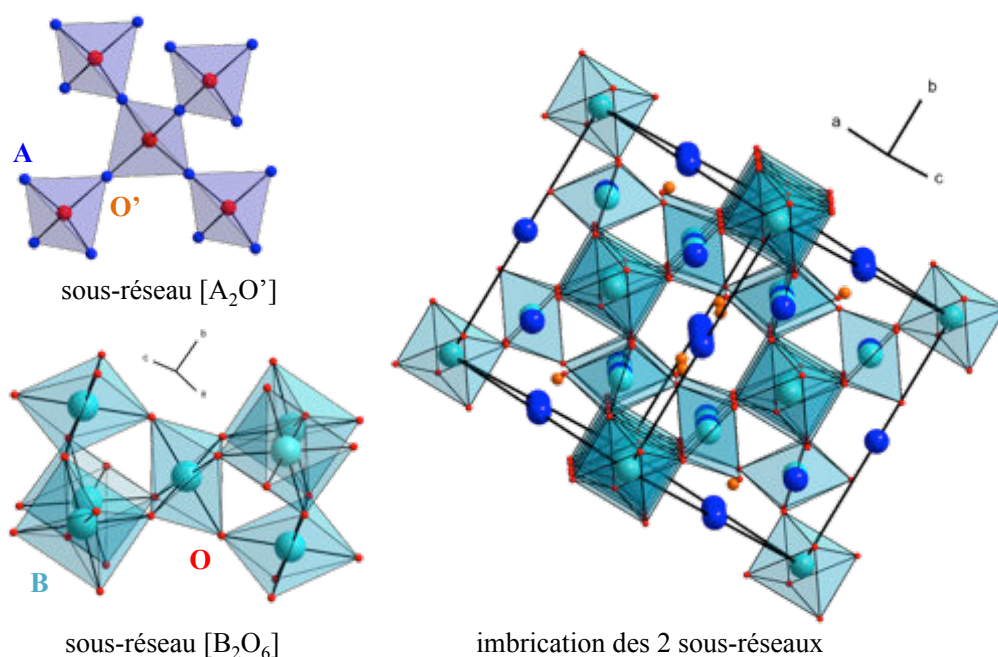 A
O’
sous-réseau [A₂O’]
B
O
sous-réseau [B₂O₆]
b
a
c
imbrication des 2 sous-réseaux